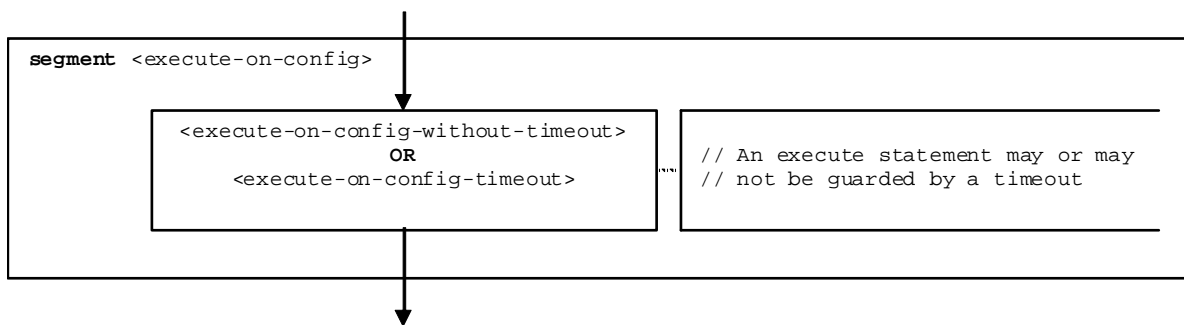 segment <execute-on-config>
<execute-on-config-without-timeout>
OR
<execute-on-config-timeout>
// An execute statement may or may
// not be guarded by a timeout